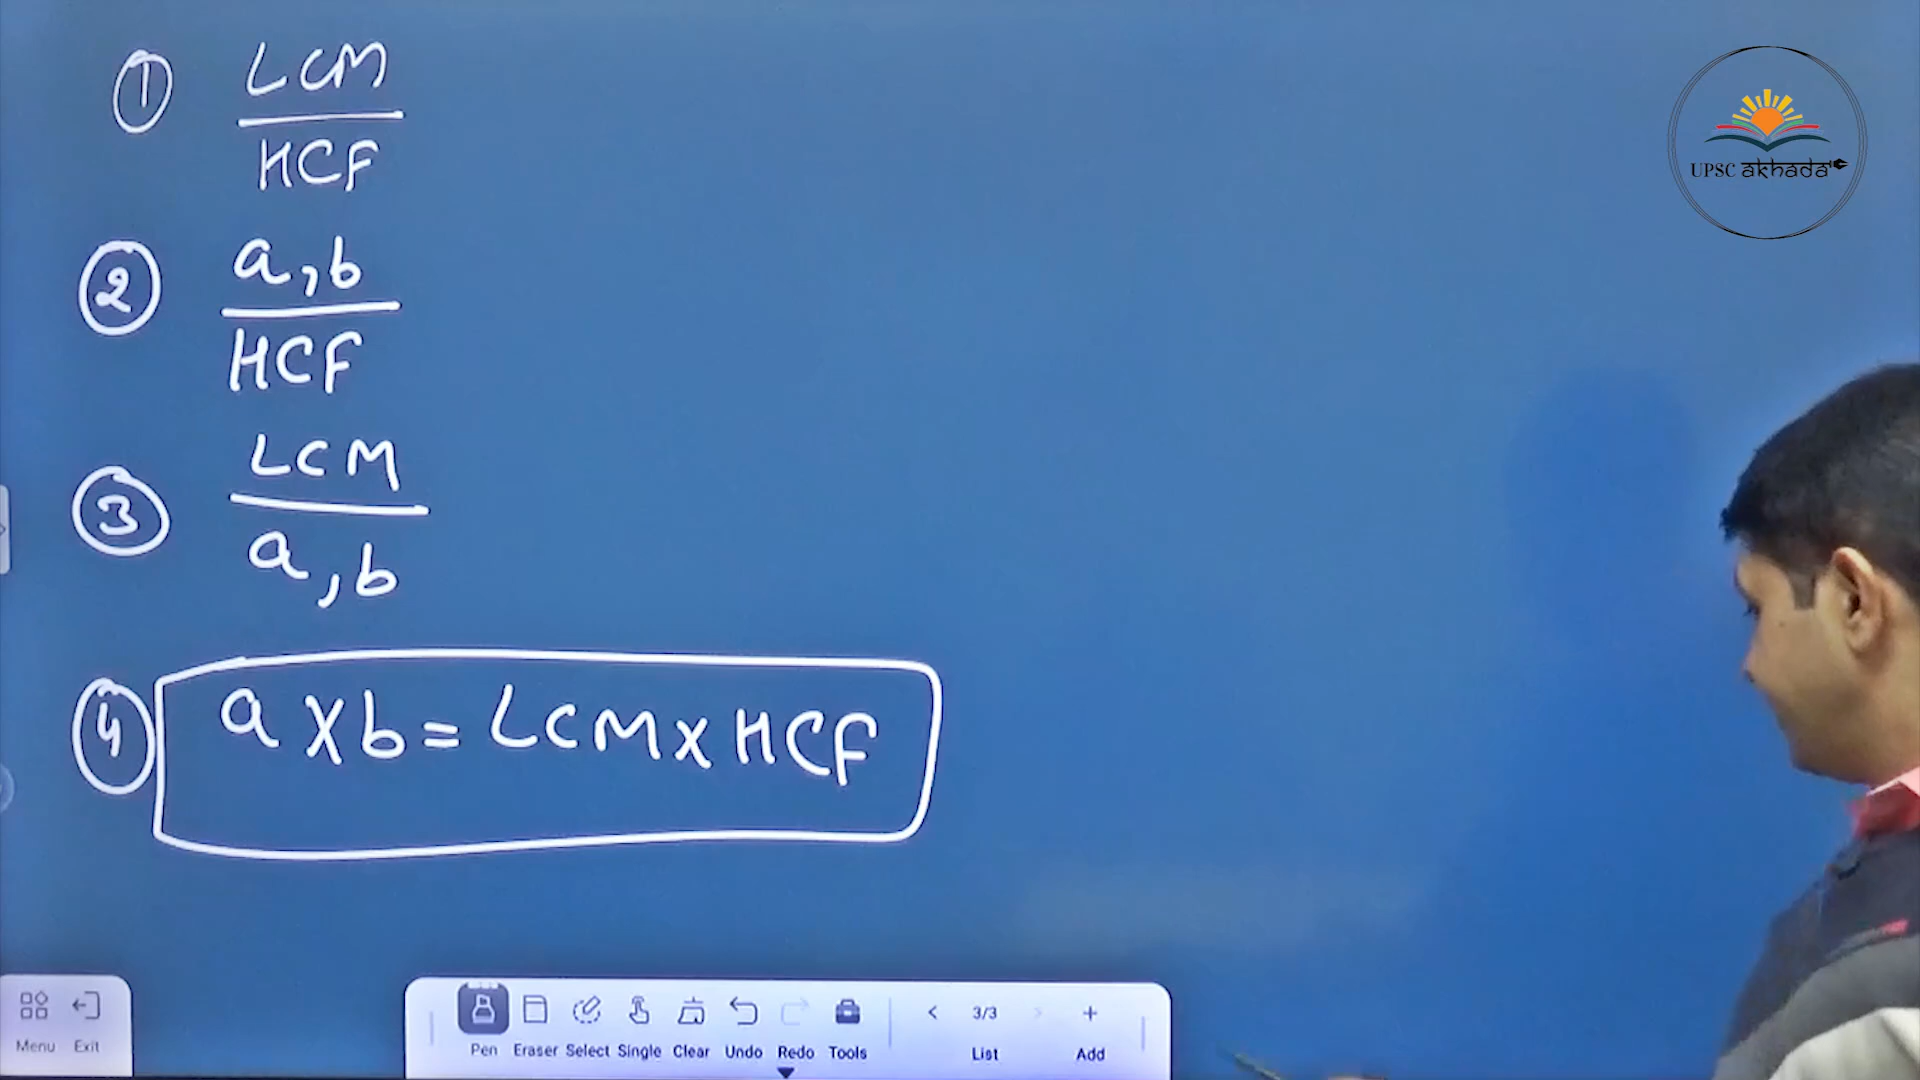 ① LCM
HCF
② a, b
HCF
③ LCM
a, b
④ a X b = LCM X HCF
UPSC akhada
Menu Exit
Pen Eraser Select Single Clear Undo Redo Tools
< 3/3 > +
List Add